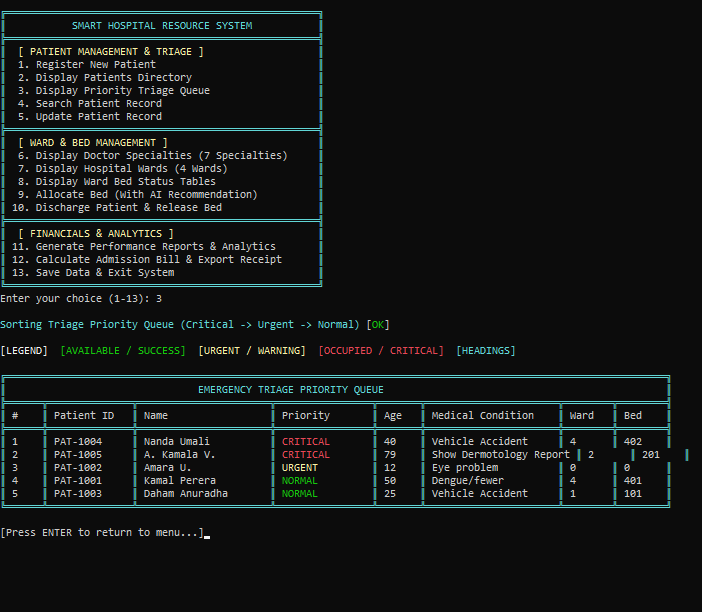 SMART HOSPITAL RESOURCE SYSTEM
[ PATIENT MANAGEMENT & TRIAGE ]
1. Register New Patient
2. Display Patients Directory
3. Display Priority Triage Queue
4. Search Patient Record
5. Update Patient Record
[ WARD & BED MANAGEMENT ]
6. Display Doctor Specialties (7 Specialties)
7. Display Hospital Wards (4 Wards)
8. Display Ward Bed Status Tables
9. Allocate Bed (With AI Recommendation)
10. Discharge Patient & Release Bed
[ FINANCIALS & ANALYTICS ]
11. Generate Performance Reports & Analytics
12. Calculate Admission Bill & Export Receipt
13. Save Data & Exit System
Enter your choice (1-13): 3
Sorting Triage Priority Queue (Critical -> Urgent -> Normal) [OK]
[LEGEND] [AVAILABLE / SUCCESS] [URGENT / WARNING] [OCCUPIED / CRITICAL] [HEADINGS]
EMERGENCY TRIAGE PRIORITY QUEUE
# Patient ID Name Priority Age Medical Condition Ward Bed
1 PAT-1004 Nanda Umali CRITICAL 40 Vehicle Accident 4 402
2 PAT-1005 A. Kamala V. CRITICAL 79 Show Dermotology Report 2 201
3 PAT-1002 Amara U. URGENT 12 Eye problem 0 0
4 PAT-1001 Kamal Perera NORMAL 50 Dengue/fewer 4 401
5 PAT-1003 Daham Anuradha NORMAL 25 Vehicle Accident 1 101
[Press ENTER to return to menu...]